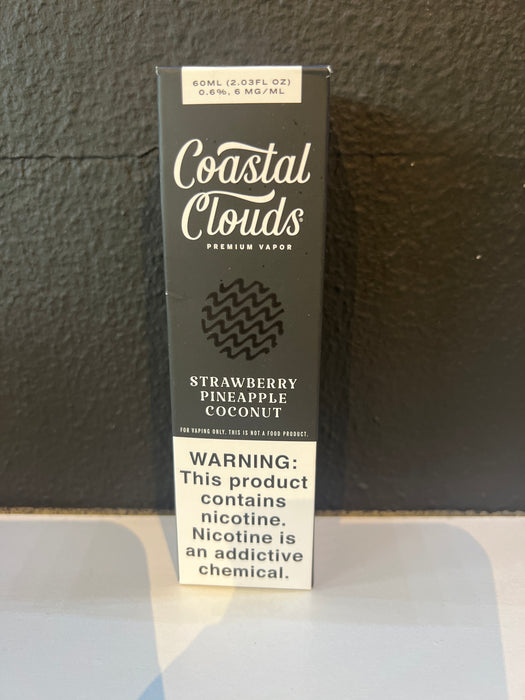 60ML (2.03FL OZ)
0.6%, 6 MG/ML
Coastal
Clouds
PREMIUM VAPOR
STRAWBERRY
PINEAPPLE
COCONUT
FOR VAPING ONLY. THIS IS NOT A FOOD PRODUCT.
WARNING:
This product
contains
nicotine.
Nicotine is
an addictive
chemical.